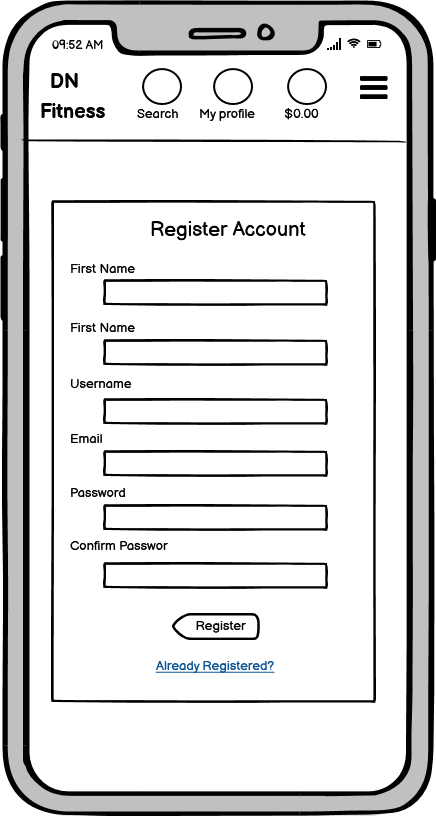 09:52 AM
DN
Fitness
Search
My profile
$0.00
Register Account
First Name
First Name
Username
Email
Password
Confirm Passwor
Register
Already Registered?